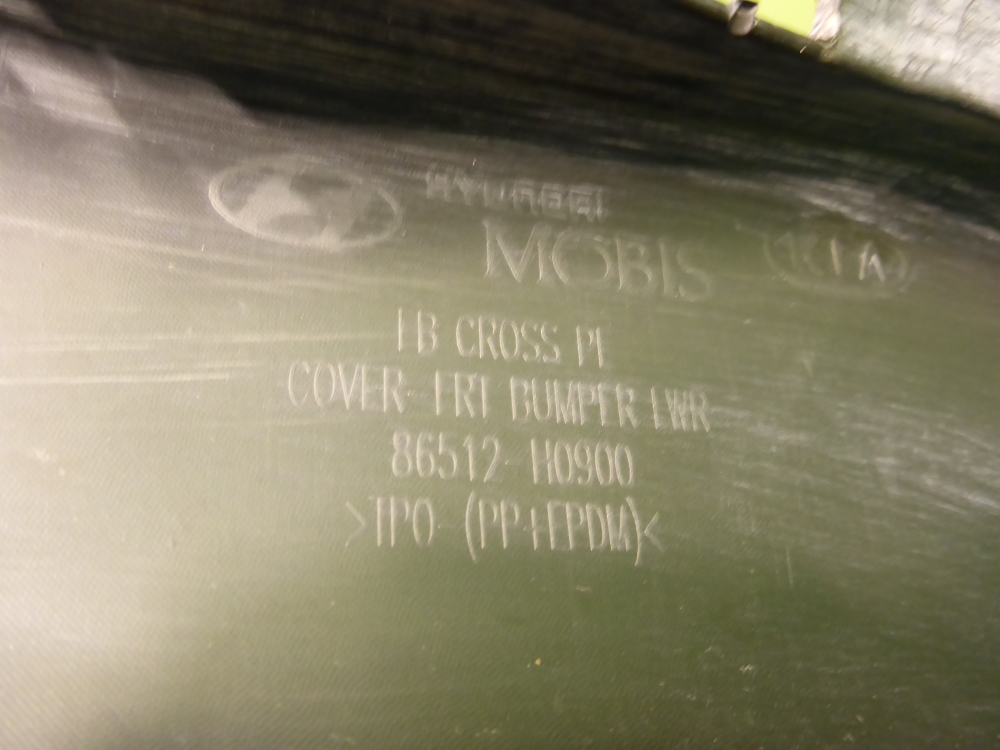 HYUNDAI
MOBIS
KIA
FB CROSS PE
COVER-FRT BUMPER LWR
86512-H0900
>TPO (PP+EPDM)<